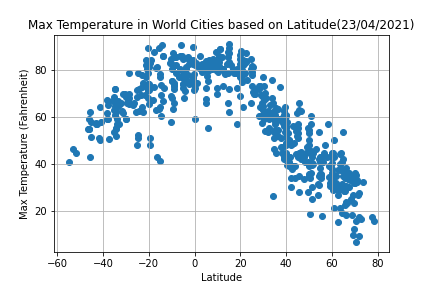 Max Temperature in World Cities based on Latitude(23/04/2021)
Max Temperature (Fahrenheit)
80
60
40
20
−60 −40 −20 0 20 40 60 80
Latitude